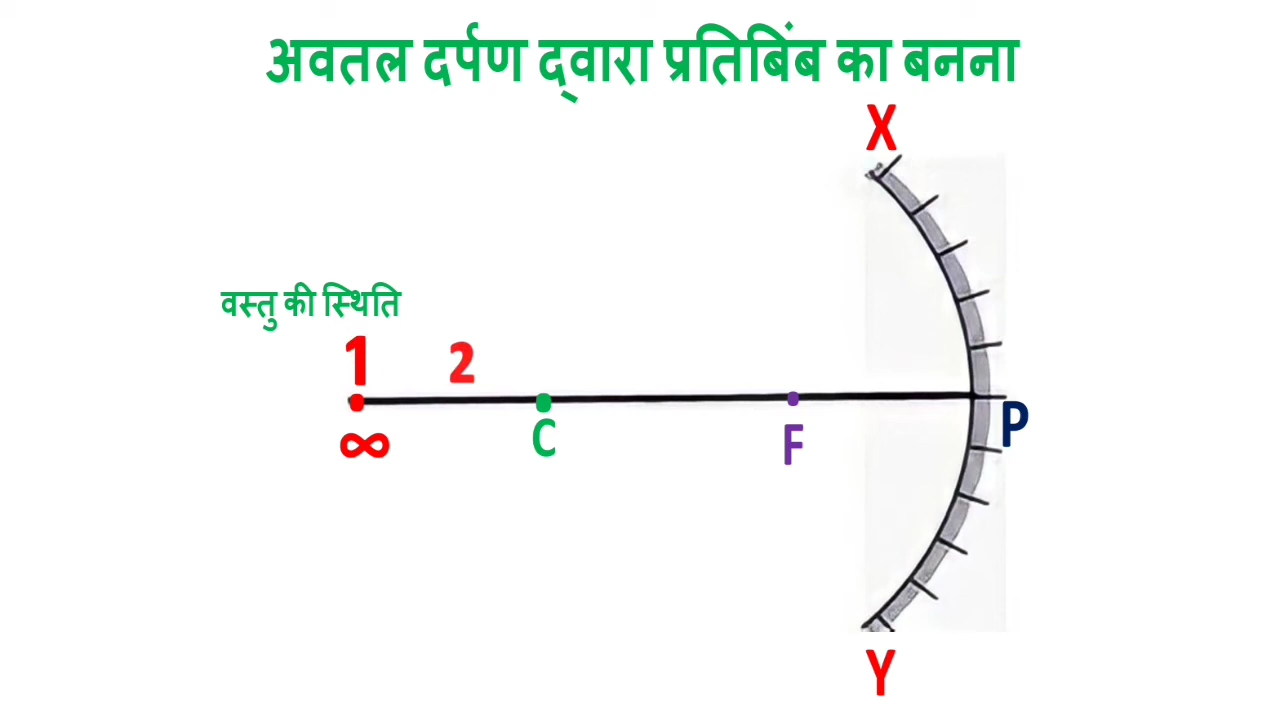 अवतल दर्पण द्वारा प्रतिबिंब का बनना
X
वस्तु की स्थिति
1 2
∞ C F P
Y